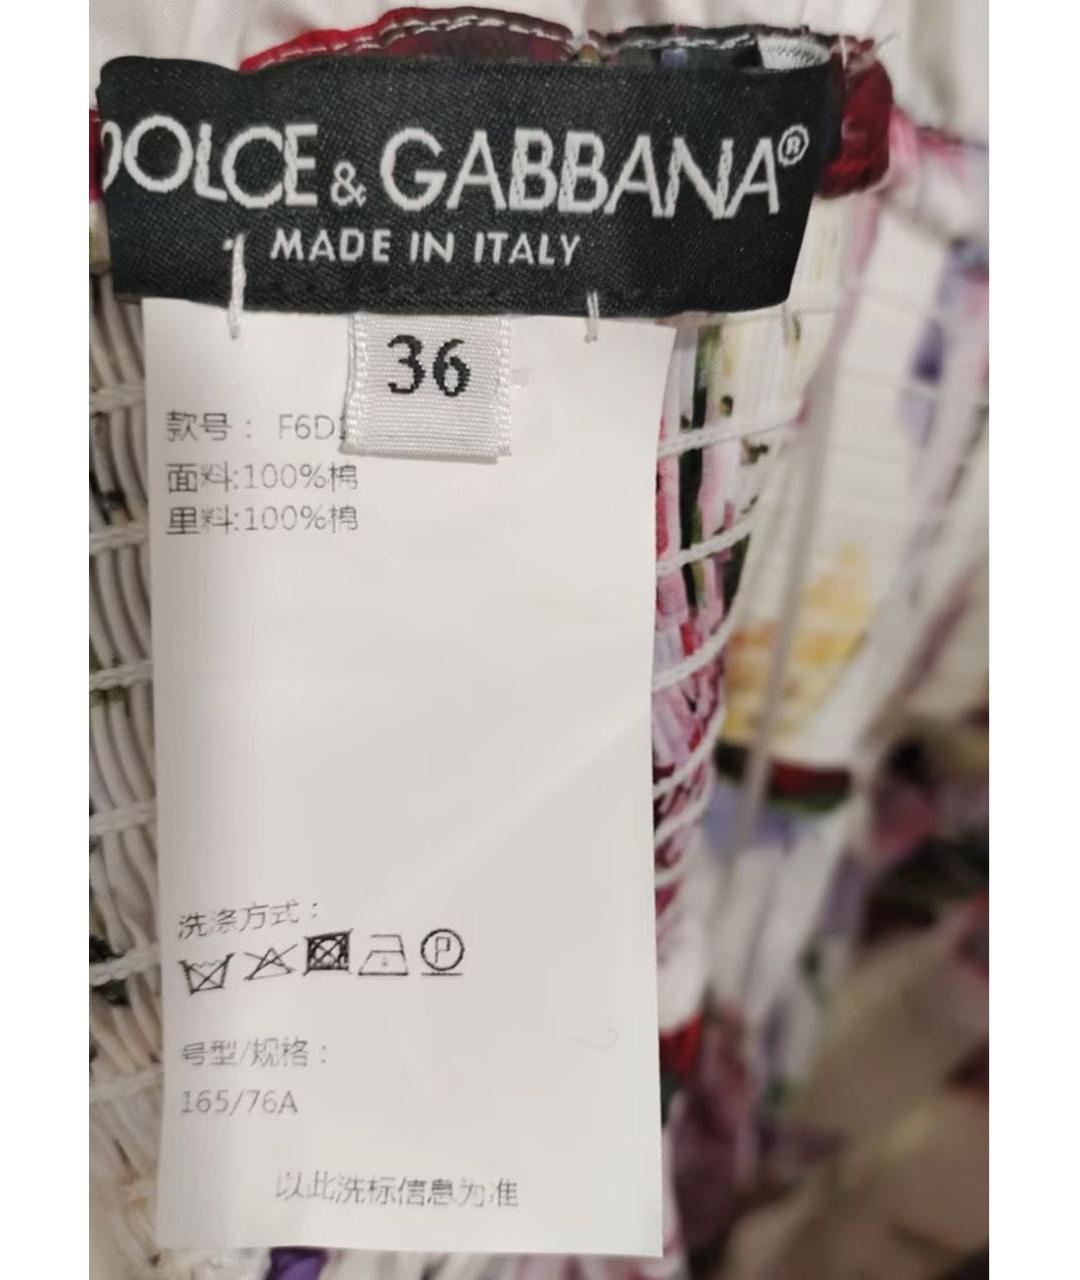 DOLCE & GABBANA®
MADE IN ITALY
36
款号： F6D
面料:100%棉
里料:100%棉
洗涤方式：
P
号型/规格：
165/76A
以此洗标信息为准